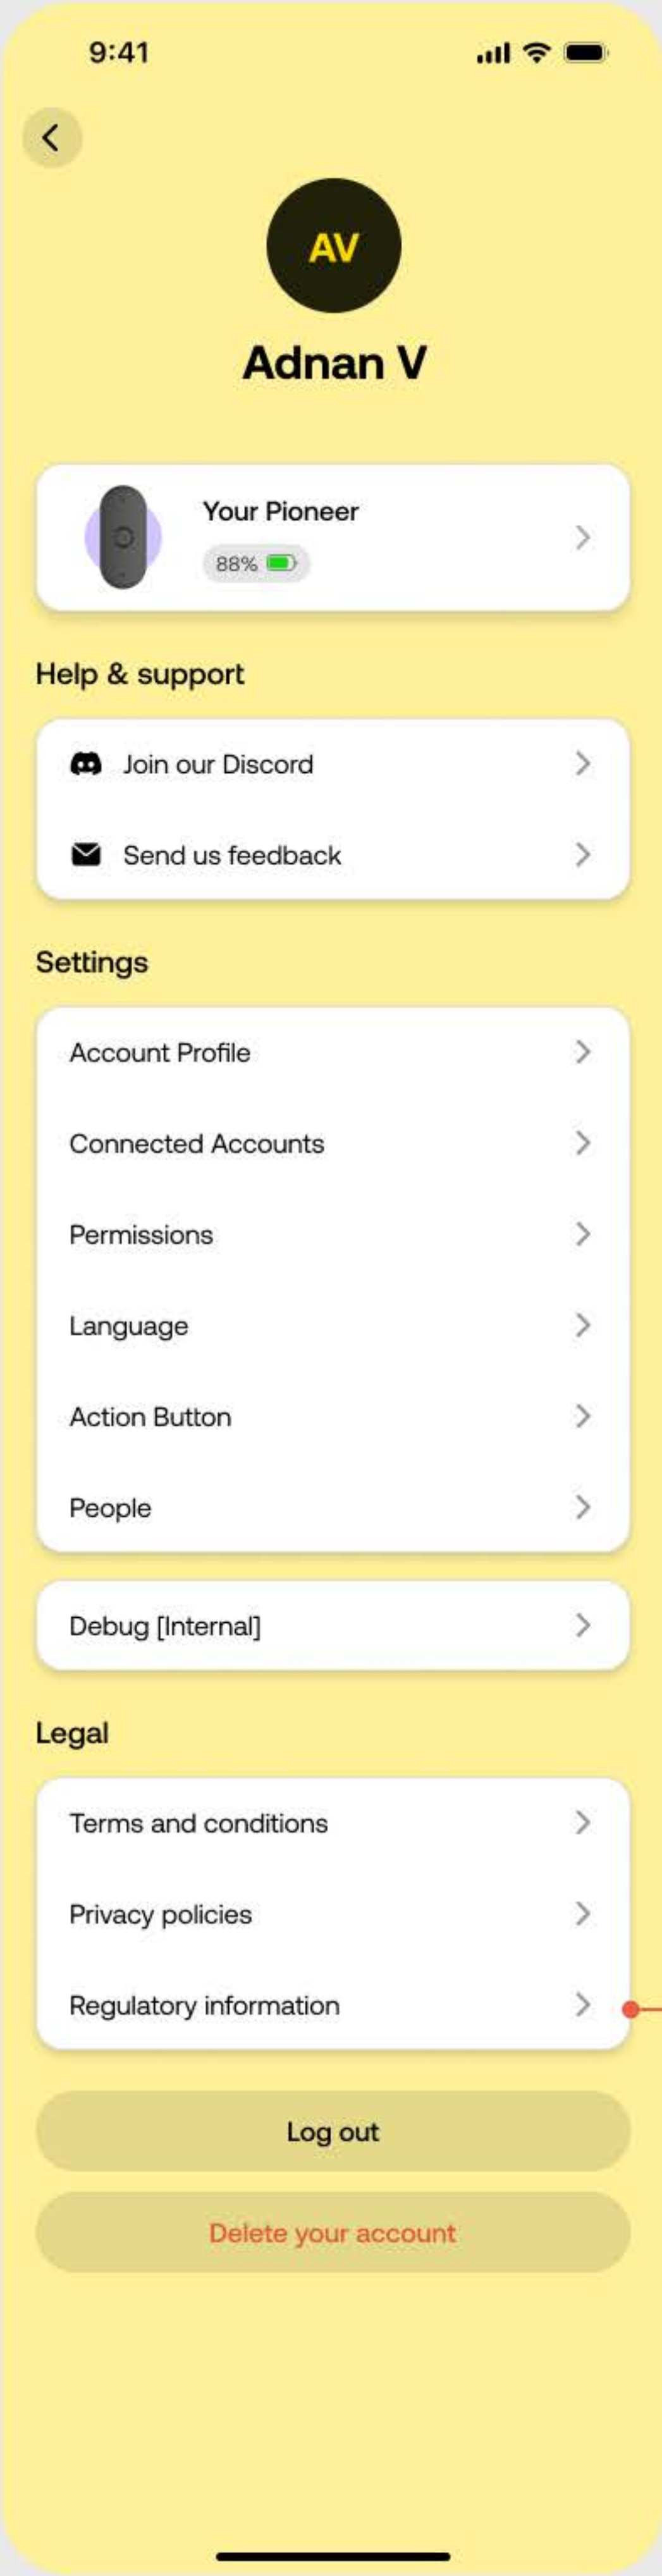 9:41
AV
Adnan V
Your Pioneer
88%
Help & support
Join our Discord
Send us feedback
Settings
Account Profile
Connected Accounts
Permissions
Language
Action Button
People
Debug [Internal]
Legal
Terms and conditions
Privacy policies
Regulatory information
Log out
Delete your account